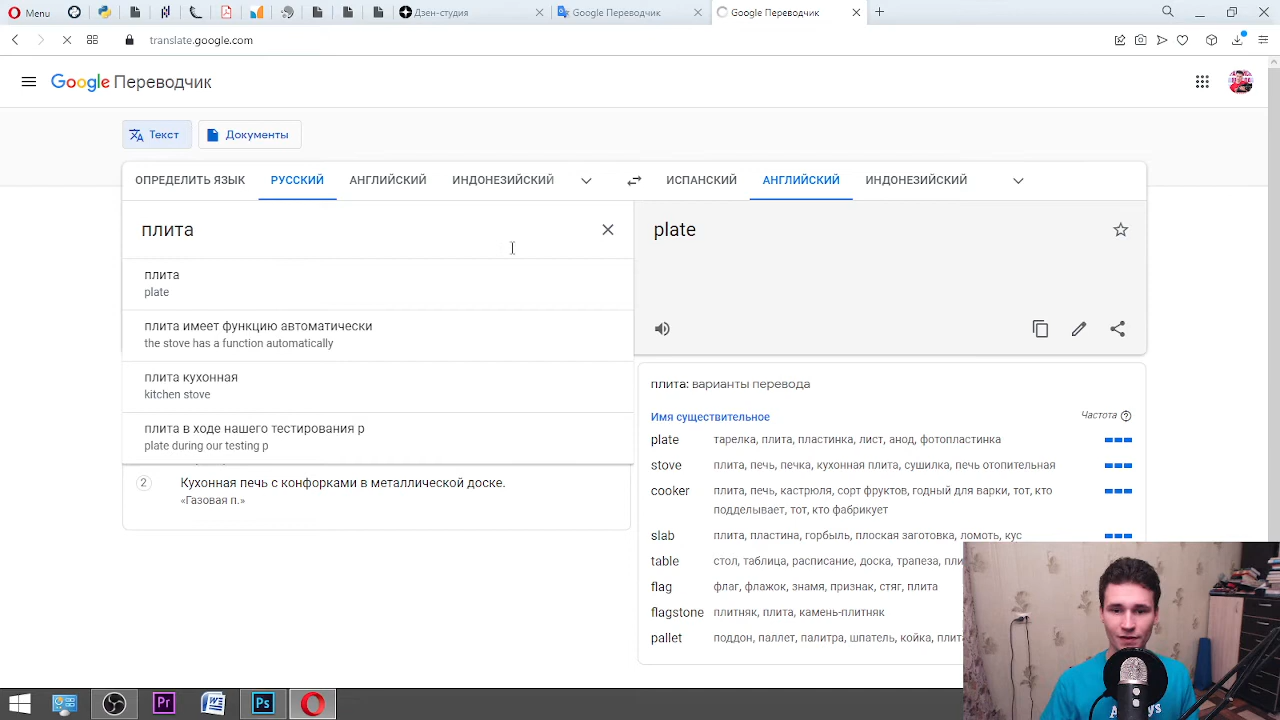 Menu
Дзен-студия
Google Переводчик
Google Переводчик
translate.google.com
Google Переводчик
Текст
Документы
ОПРЕДЕЛИТЬ ЯЗЫК
РУССКИЙ
АНГЛИЙСКИЙ
ИНДОНЕЗИЙСКИЙ
ИСПАНСКИЙ
АНГЛИЙСКИЙ
ИНДОНЕЗИЙСКИЙ
плита
plate
плита
plate
плита имеет функцию автоматически
the stove has a function automatically
плита кухонная
kitchen stove
плита в ходе нашего тестирования р
plate during our testing p
2 Кухонная печь с конфорками в металлической доске.
«Газовая п.»
плита: варианты перевода
Имя существительное
Частота
plate тарелка, плита, пластинка, лист, анод, фотопластинка
stove плита, печь, печка, кухонная плита, сушилка, печь отопительная
cooker плита, печь, кастрюля, сорт фруктов, годный для варки, тот, кто
подделывает, тот, кто фабрикует
slab плита, пластина, горбыль, плоская заготовка, ломоть, кус
table стол, таблица, расписание, доска, трапеза,
flag флаг, флажок, знамя, признак, стяг, плита
flagstone плитняк, плита, камень-плитняк
pallet поддон, паллет, палитра, шпатель, койка,
Pr
W
Ps